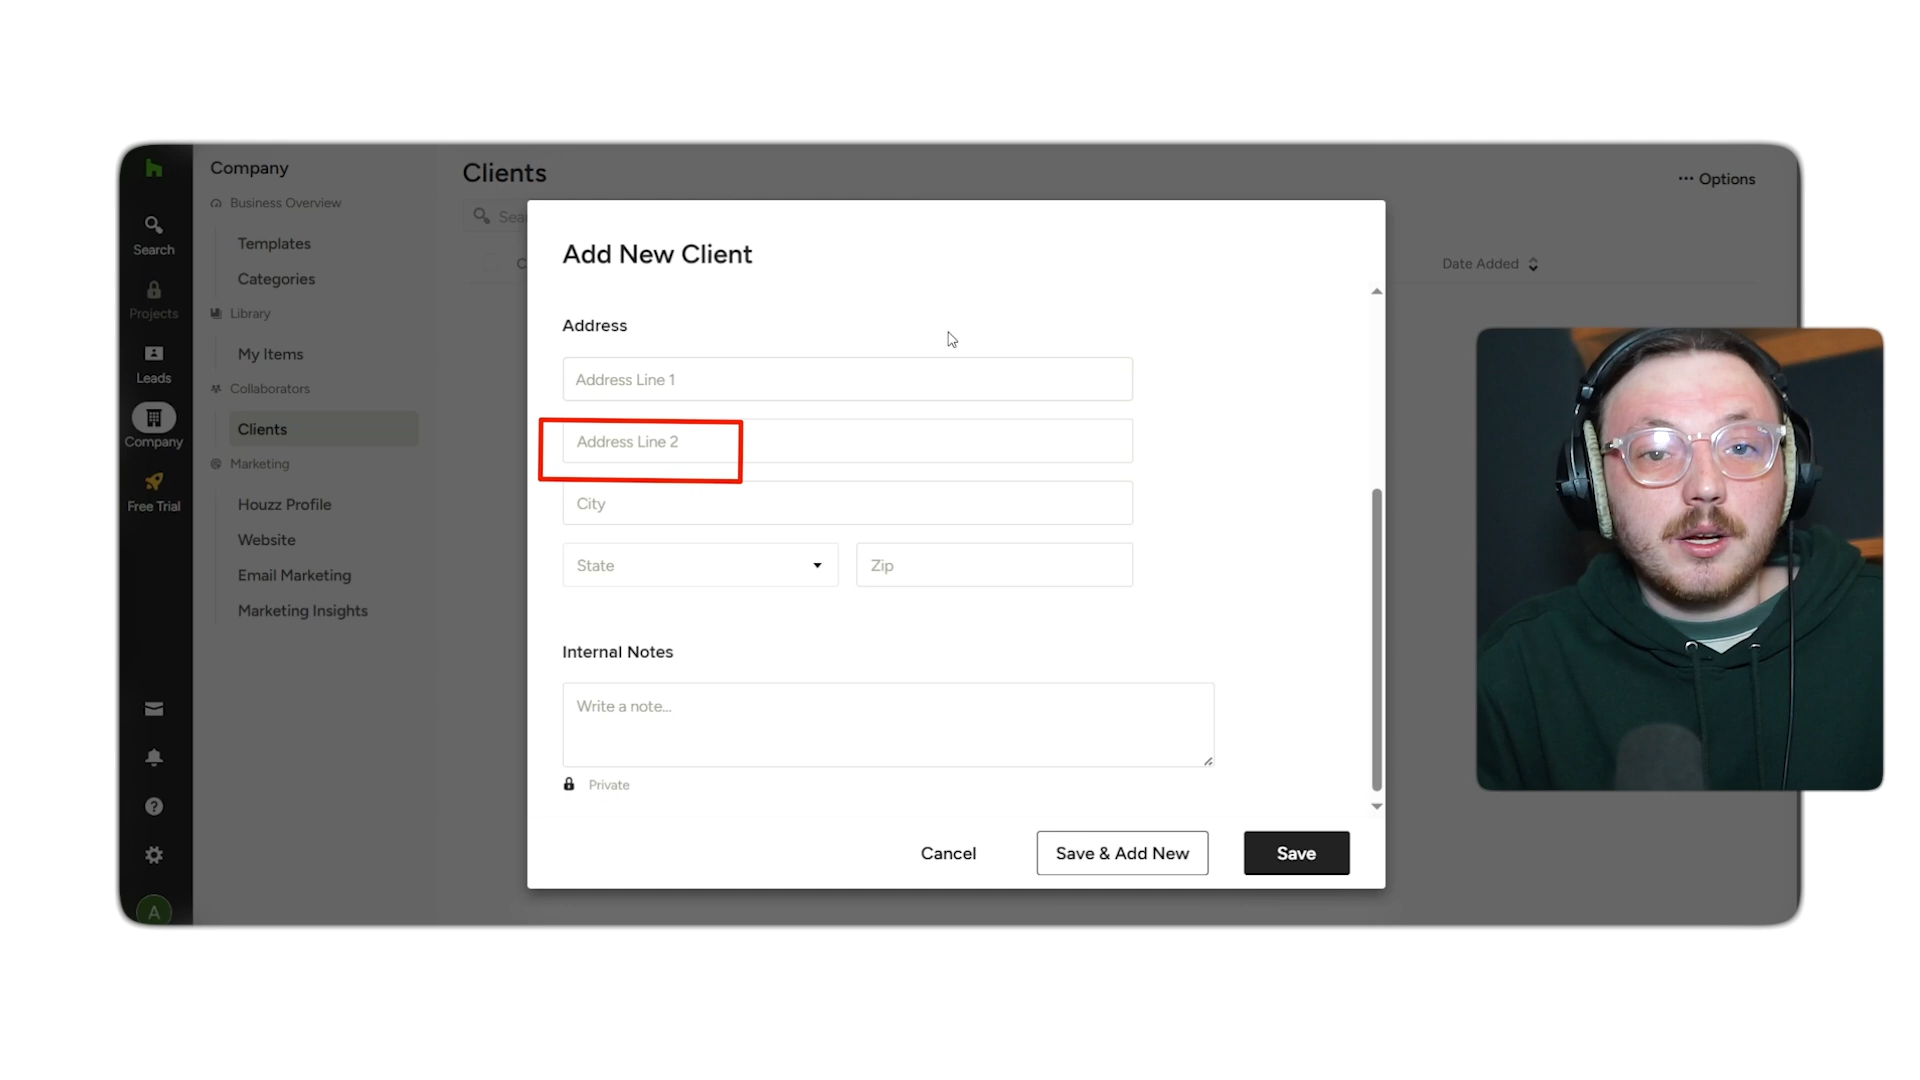 Search
Projects
Leads
Company
Free Trial
A
Company
Business Overview
Templates
Categories
Library
My Items
Collaborators
Clients
Marketing
Houzz Profile
Website
Email Marketing
Marketing Insights
Clients
Options
Date Added
Add New Client
Address
Address Line 1
Address Line 2
City
State
Zip
Internal Notes
Write a note...
Private
Cancel
Save & Add New
Save